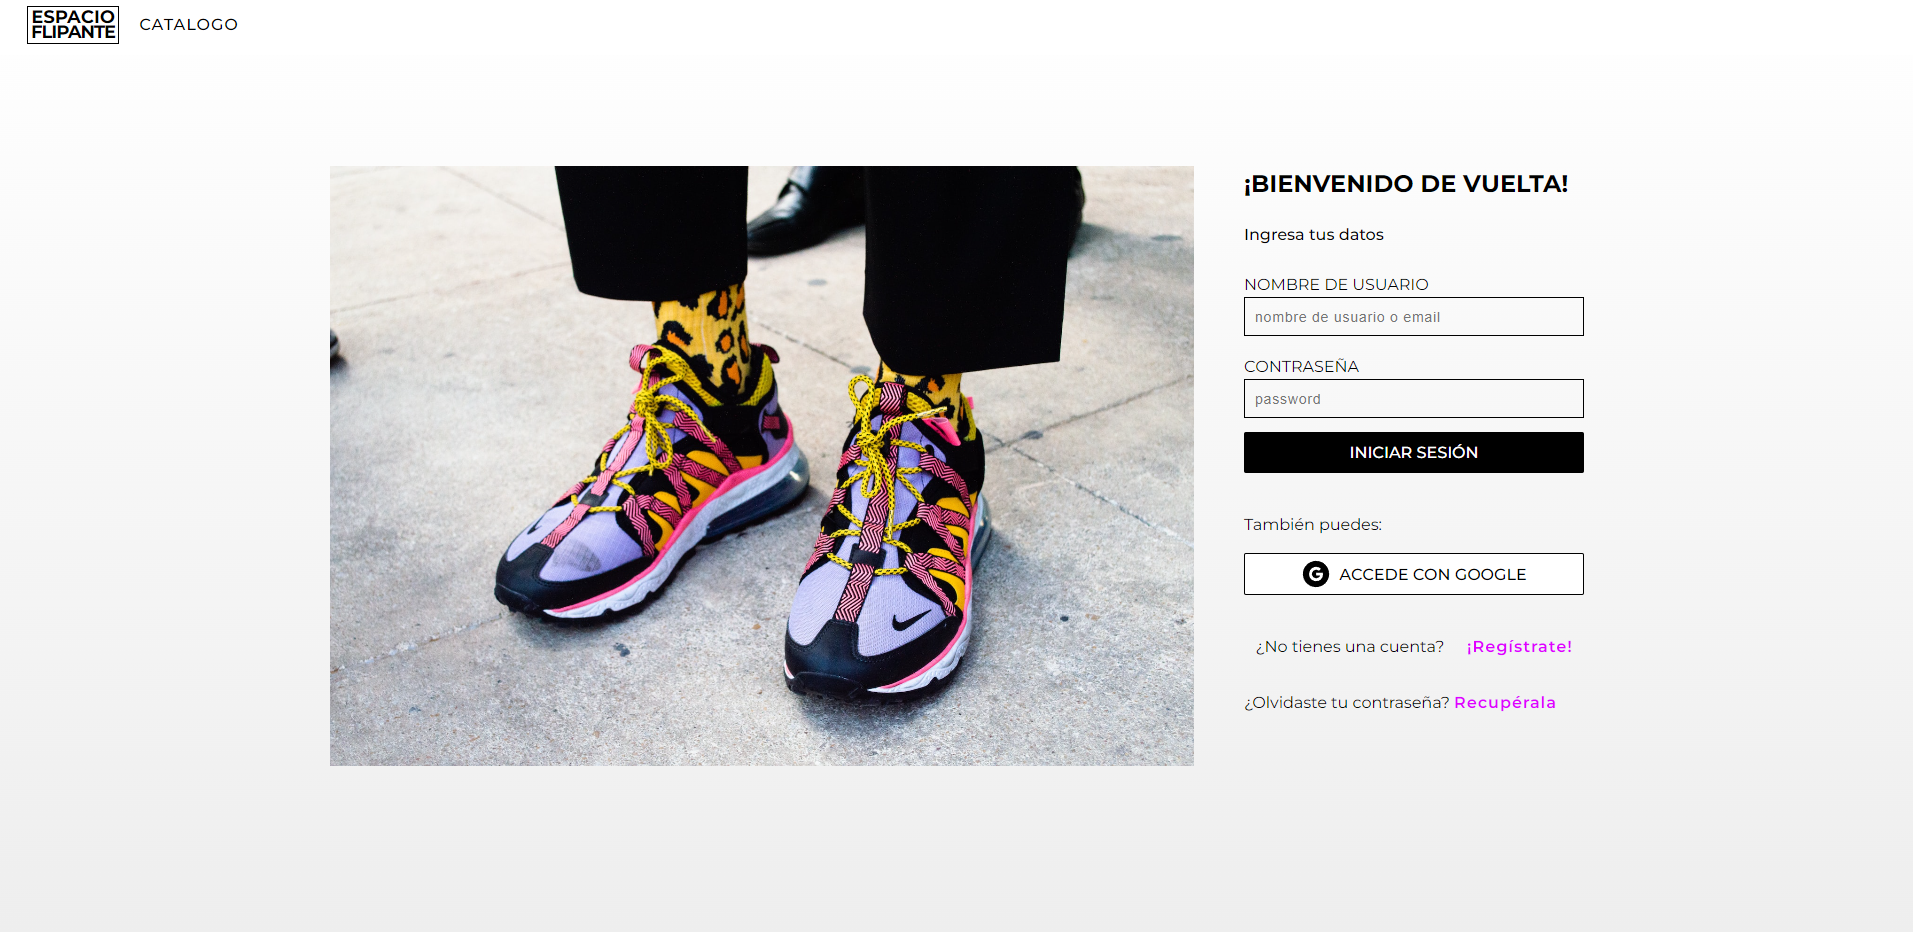 ESPACIO
FLIPANTE
CATALOGO
¡BIENVENIDO DE VUELTA!
Ingresa tus datos
NOMBRE DE USUARIO
nombre de usuario o email
CONTRASEÑA
password
INICIAR SESIÓN
También puedes:
G ACCEDE CON GOOGLE
¿No tienes una cuenta? ¡Regístrate!
¿Olvidaste tu contraseña? Recupérala